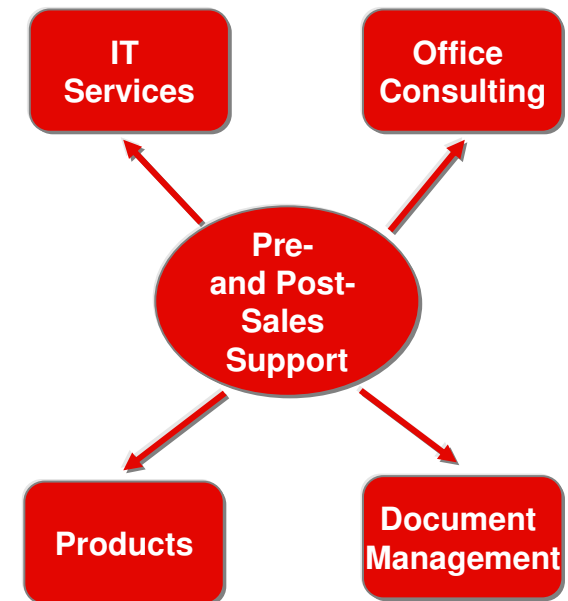 IT
Services
Office
Consulting
Pre-
and Post-
Sales
Support
Products
Document
Management